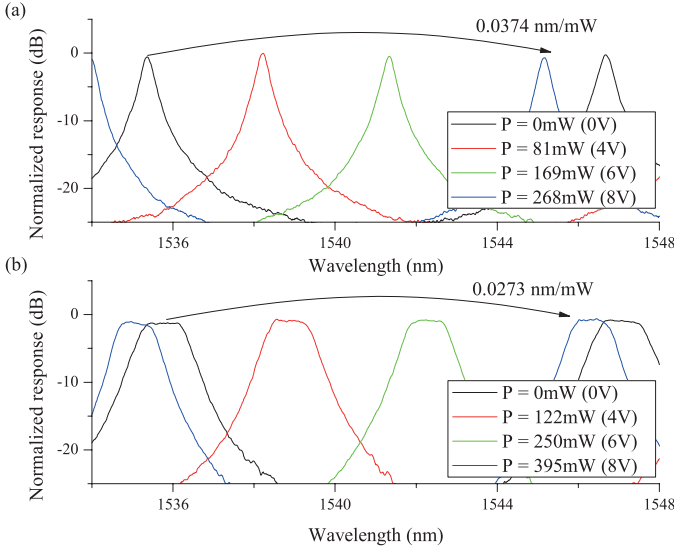 (a)
0.0374 nm/mW
Normalized response (dB)
0
-10
-20
P = 0mW (0V)
P = 81mW (4V)
P = 169mW (6V)
P = 268mW (8V)
1536
1540
1544
1548
Wavelength (nm)
(b)
0.0273 nm/mW
Normalized response (dB)
0
-10
-20
P = 0mW (0V)
P = 122mW (4V)
P = 250mW (6V)
P = 395mW (8V)
1536
1540
1544
1548
Wavelength (nm)